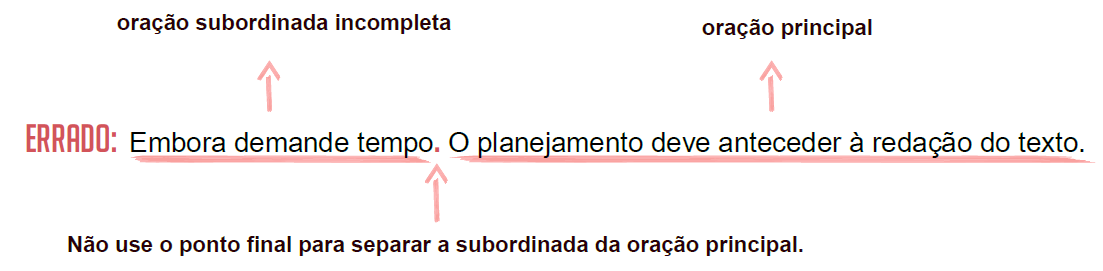 oração subordinada incompleta
oração principal
ERRADO: Embora demande tempo. O planejamento deve anteceder à redação do texto.
Não use o ponto final para separar a subordinada da oração principal.